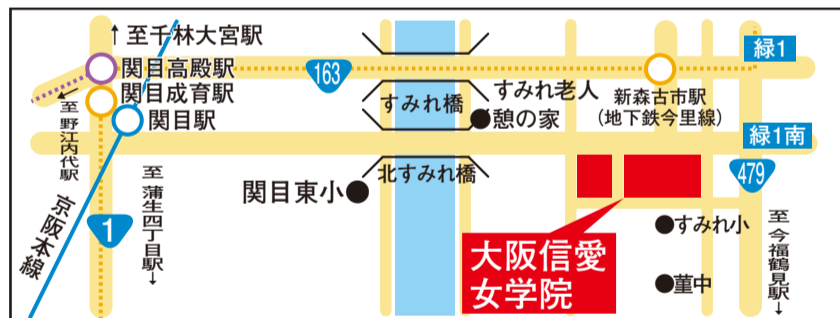 ↑至千林大宮駅
関目高殿駅
163
緑1
関目成育駅
関目駅
←至野江内代駅
すみれ橋
すみれ老人
憩の家
新森古市駅
(地下鉄今里線)
緑1南
京阪本線
1
至蒲生四丁目駅→
関目東小
北すみれ橋
479
大阪信愛
女学院
すみれ小
菫中
至今福鶴見駅→